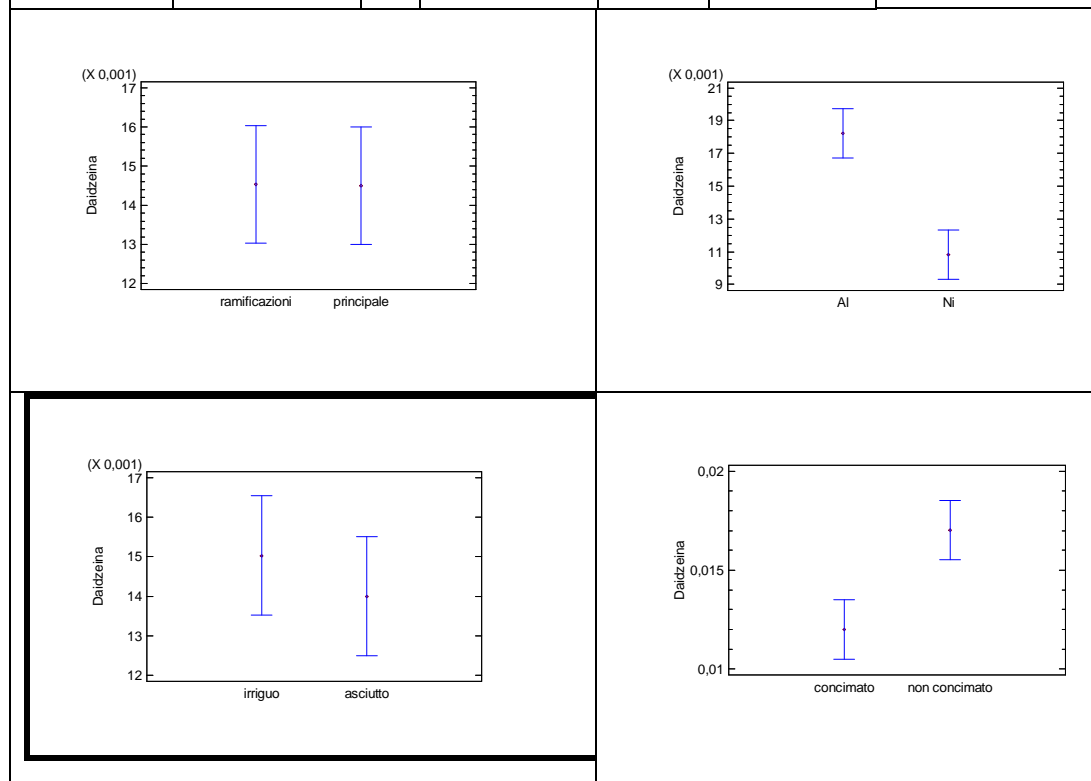 (X 0,001)
17
16
15
14
13
12
Daidzeina
ramificazioni principale
(X 0,001)
21
19
17
15
13
11
9
Daidzeina
Al Ni
(X 0,001)
17
16
15
14
13
12
Daidzeina
irriguo asciutto
0,02
0,015
0,01
Daidzeina
concimato non concimato